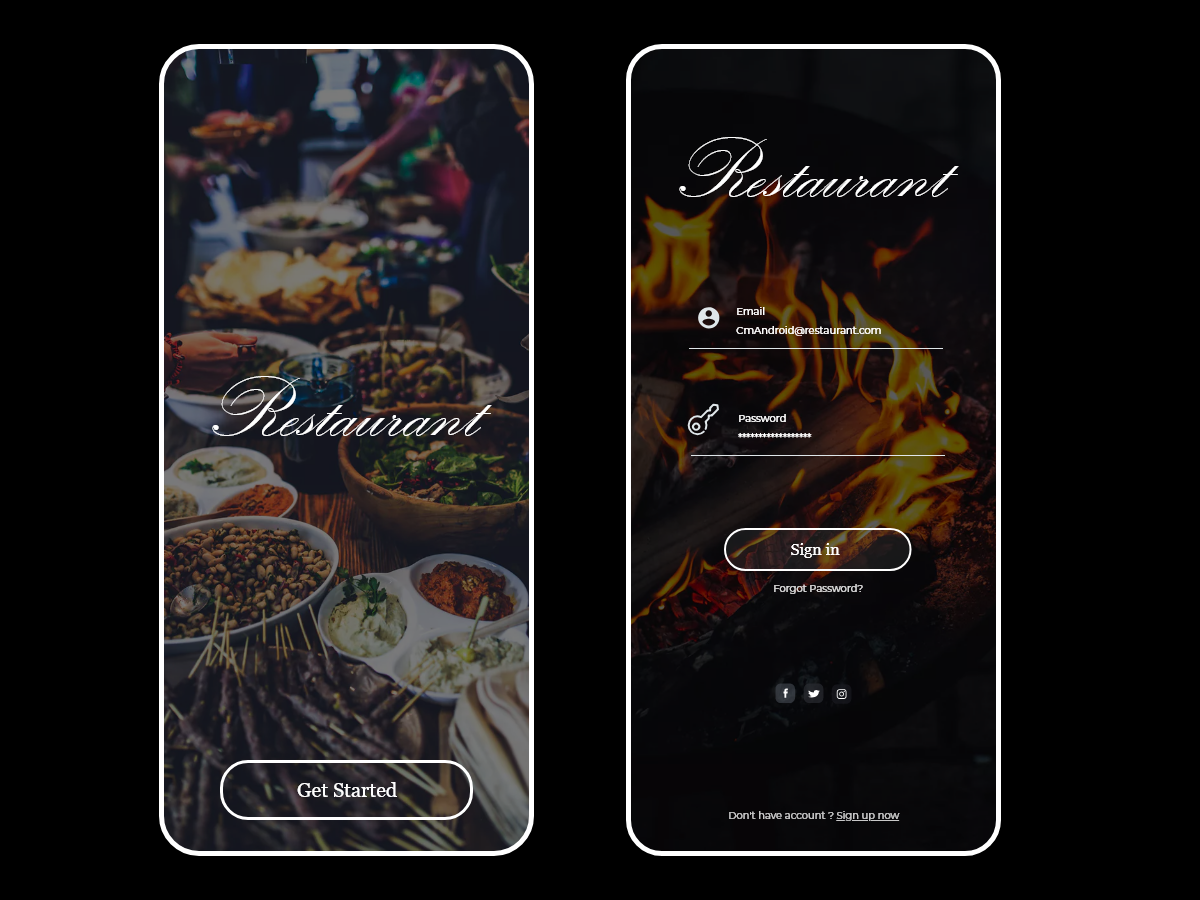 Restaurant
Get Started
Restaurant
Email
CmAndroid@restaurant.com
Password
******************
Sign in
Forgot Password?
Don't have account ? Sign up now